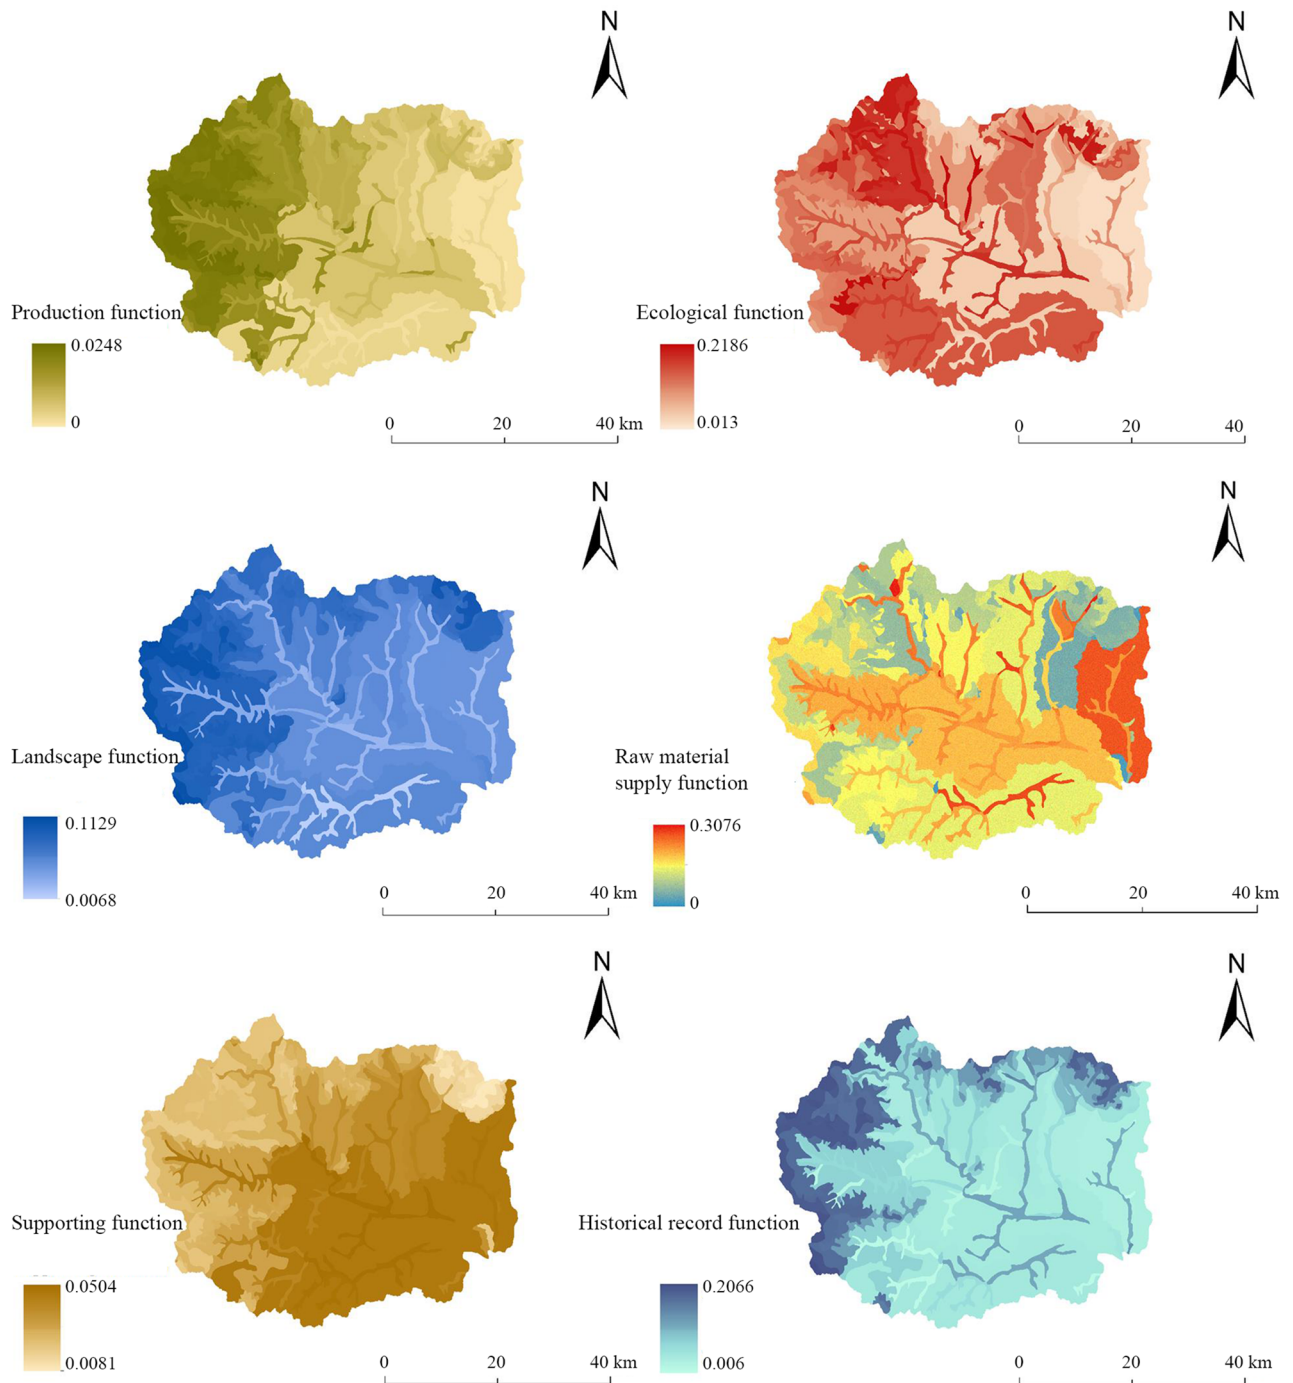 N
N
Production function
0.0248
0
0 20 40 km
Ecological function
0.2186
0.013
0 20 40
N
N
Landscape function
0.1129
0.0068
0 20 40 km
Raw material
supply function
0.3076
0
0 20 40 km
N
N
Supporting function
0.0504
0.0081
0 20 40 km
Historical record function
0.2066
0.006
0 20 40 km